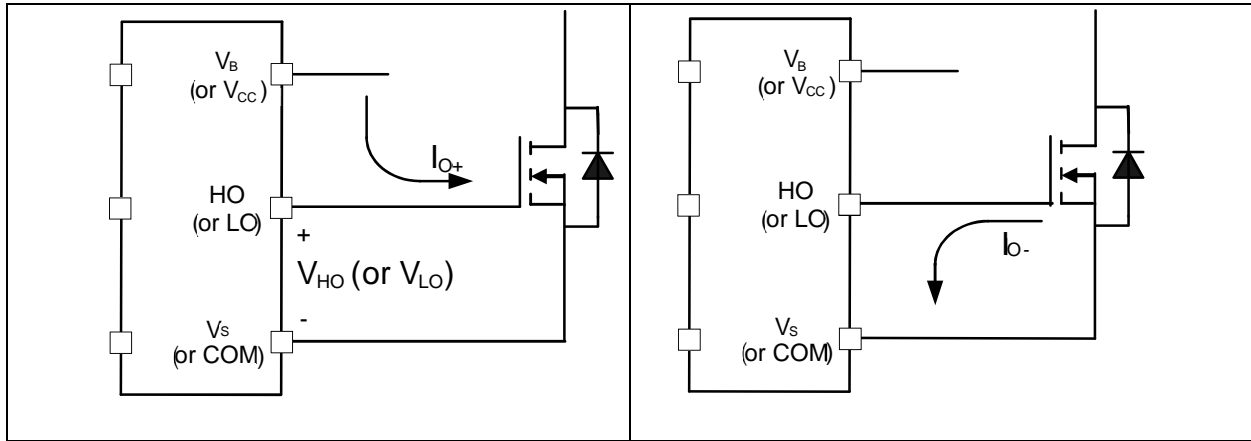 VB
(or VCC)
IO+
HO
(or LO)
+
VHO (or VLO)
-
VS
(or COM)
VB
(or VCC)
HO
(or LO)
IO-
VS
(or COM)